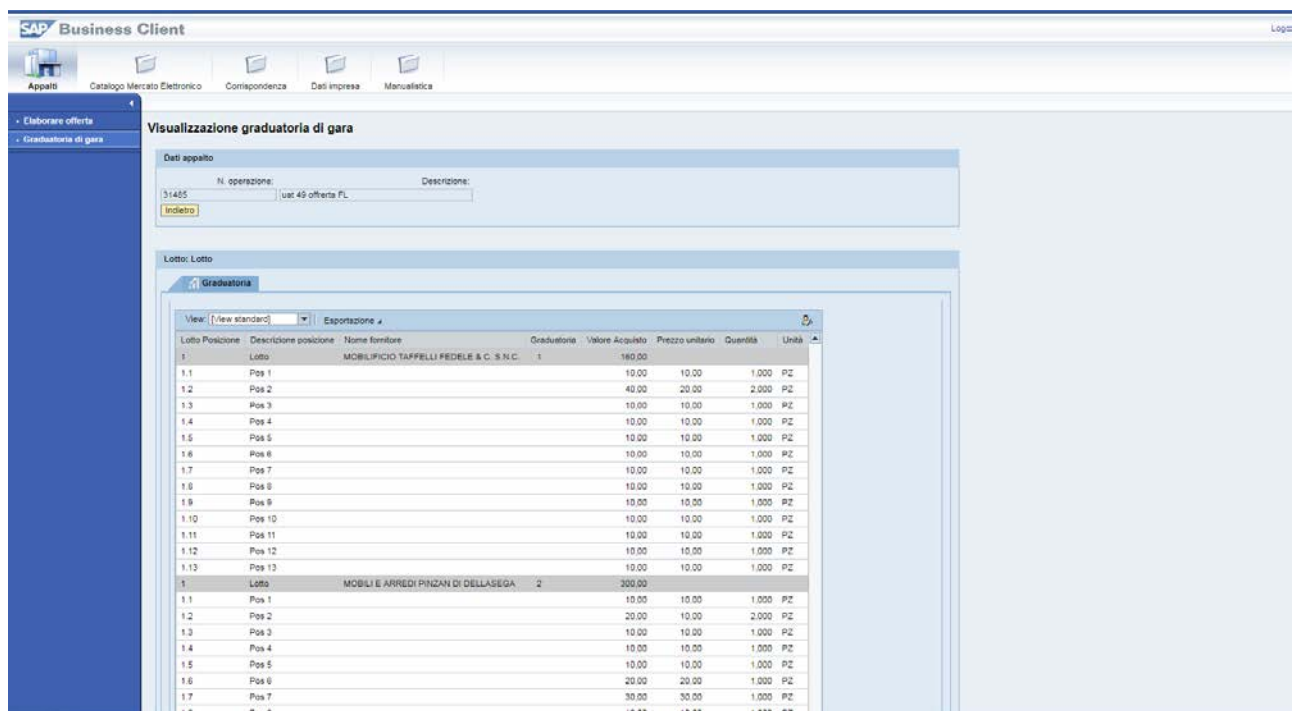 SAP Business Client
Appalti Catalogo Mercato Elettronico Corrispondenza Dati impresa Manualistica
Elaborare offerta
Graduatoria di gara
Visualizzazione graduatoria di gara
Dati appalto
N. operazione: Descrizione:
31485 uat 49 offerta FL
Indietro
Lotto: Lotto
Graduatoria
View: [View standard] Esportazione
Lotto Posizione Descrizione posizione Nome fornitore Graduatoria Valore Acquisto Prezzo unitario Quantità Unità
1 Lotto MOBILIFICIO TAFFELLI FEDELE & C. S.N.C. 1 160,00
1.1 Pos 1 10,00 10,00 1,000 PZ
1.2 Pos 2 40,00 20,00 2,000 PZ
1.3 Pos 3 10,00 10,00 1,000 PZ
1.4 Pos 4 10,00 10,00 1,000 PZ
1.5 Pos 5 10,00 10,00 1,000 PZ
1.6 Pos 6 10,00 10,00 1,000 PZ
1.7 Pos 7 10,00 10,00 1,000 PZ
1.8 Pos 8 10,00 10,00 1,000 PZ
1.9 Pos 9 10,00 10,00 1,000 PZ
1.10 Pos 10 10,00 10,00 1,000 PZ
1.11 Pos 11 10,00 10,00 1,000 PZ
1.12 Pos 12 10,00 10,00 1,000 PZ
1.13 Pos 13 10,00 10,00 1,000 PZ
1 Lotto MOBILI E ARREDI PINZAN DI DELLASEGA 2 300,00
1.1 Pos 1 10,00 10,00 1,000 PZ
1.2 Pos 2 20,00 10,00 2,000 PZ
1.3 Pos 3 10,00 10,00 1,000 PZ
1.4 Pos 4 10,00 10,00 1,000 PZ
1.5 Pos 5 10,00 10,00 1,000 PZ
1.6 Pos 6 20,00 20,00 1,000 PZ
1.7 Pos 7 30,00 30,00 1,000 PZ